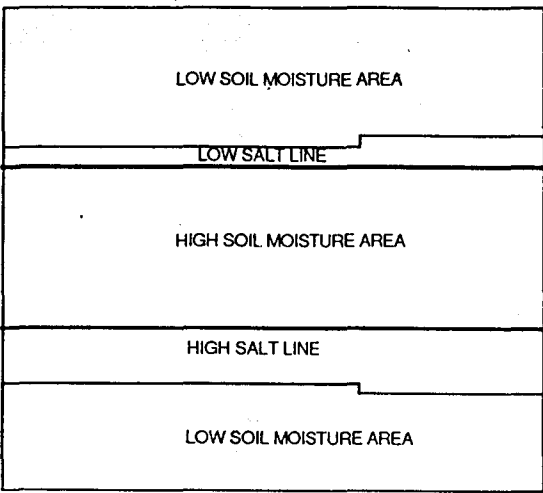 LOW SOIL MOISTURE AREA
LOW SALT LINE
HIGH SOIL MOISTURE AREA
HIGH SALT LINE
LOW SOIL MOISTURE AREA